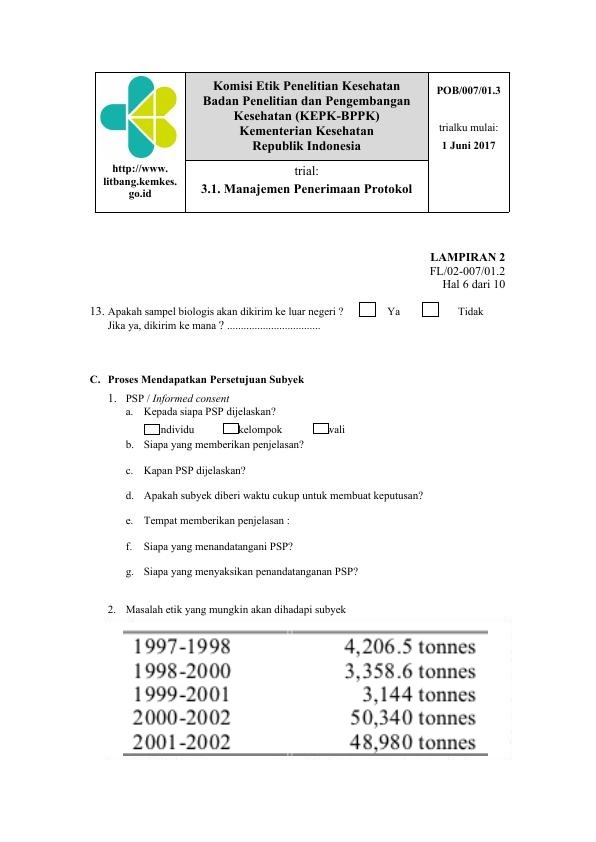 Komisi Etik Penelitian Kesehatan
Badan Penelitian dan Pengembangan
Kesehatan (KEPK-BPPK)
Kementerian Kesehatan
Republik Indonesia
POB/007/01.3
trialku mulai:
1 Juni 2017
http://www.
litbang.kemkes.
go.id
trial:
3.1. Manajemen Penerimaan Protokol
LAMPIRAN 2
FL/02-007/01.2
Hal 6 dari 10
13. Apakah sampel biologis akan dikirim ke luar negeri ? Ya Tidak
Jika ya, dikirim ke mana ? ..................................
C. Proses Mendapatkan Persetujuan Subyek
1. PSP / Informed consent
a. Kepada siapa PSP dijelaskan?
ndividu kelompok vali
b. Siapa yang memberikan penjelasan?
c. Kapan PSP dijelaskan?
d. Apakah subyek diberi waktu cukup untuk membuat keputusan?
e. Tempat memberikan penjelasan :
f. Siapa yang menandatangani PSP?
g. Siapa yang menyaksikan penandatanganan PSP?
2. Masalah etik yang mungkin akan dihadapi subyek
1997-1998 4,206.5 tonnes
1998-2000 3,358.6 tonnes
1999-2001 3,144 tonnes
2000-2002 50,340 tonnes
2001-2002 48,980 tonnes